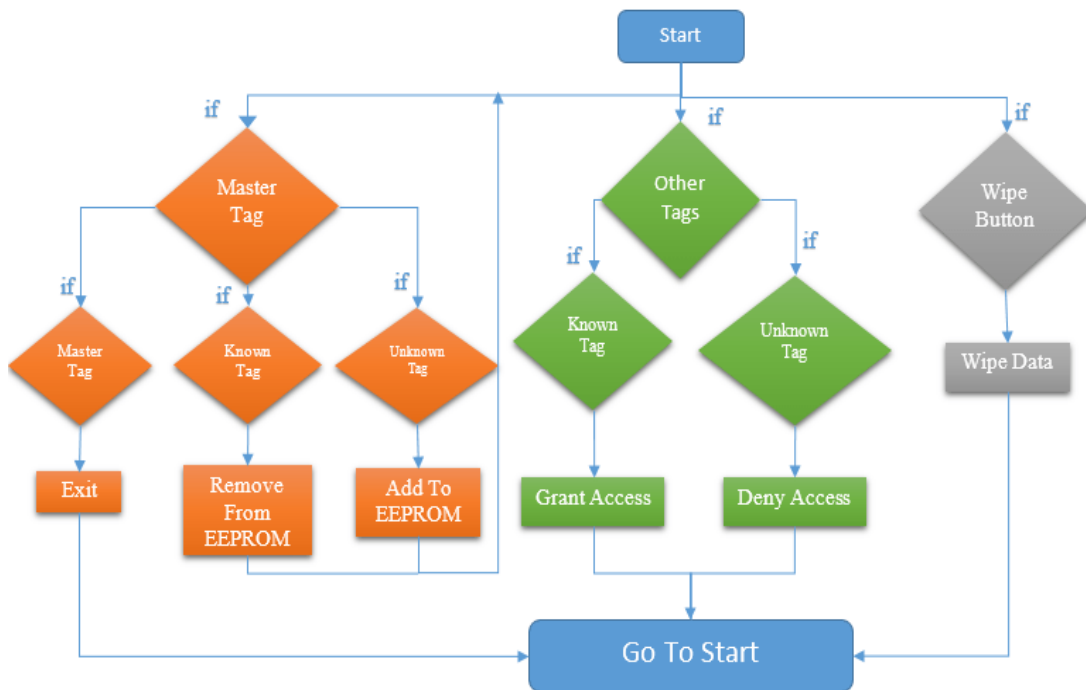 Start
if
if
if
Master
Tag
Other
Tags
Wipe
Button
if
if
if
if
if
Master
Tag
Known
Tag
Unknown
Tag
Known
Tag
Unknown
Tag
Wipe Data
Exit
Remove
From
EEPROM
Add To
EEPROM
Grant Access
Deny Access
Go To Start